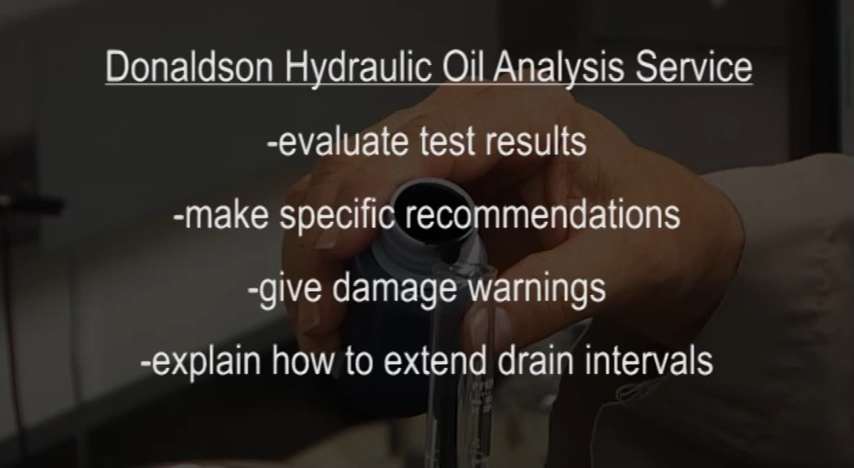 Donaldson Hydraulic Oil Analysis Service
-evaluate test results
-make specific recommendations
-give damage warnings
-explain how to extend drain intervals